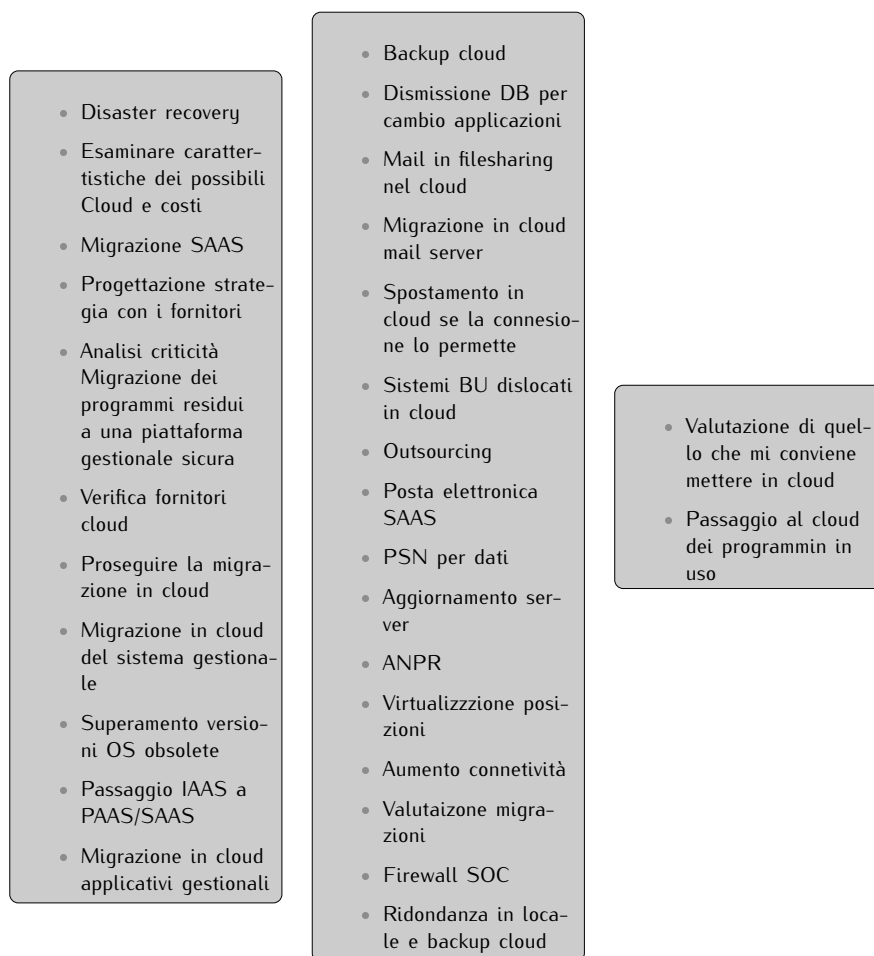 • Disaster recovery
• Esaminare caratter-
tistiche dei possibili
Cloud e costi
• Migrazione SAAS
• Progettazione strate-
gia con i fornitori
• Analisi criticità
Migrazione dei
programmi residui
a una piattaforma
gestionale sicura
• Verifica fornitori
cloud
• Proseguire la migra-
zione in cloud
• Migrazione in cloud
del sistema gestiona-
le
• Superamento versio-
ni OS obsolete
• Passaggio IAAS a
PAAS/SAAS
• Migrazione in cloud
applicativi gestionali
• Backup cloud
• Dismissione DB per
cambio applicazioni
• Mail in filesharing
nel cloud
• Migrazione in cloud
mail server
• Spostamento in
cloud se la connesio-
ne lo permette
• Sistemi BU dislocati
in cloud
• Outsourcing
• Posta elettronica
SAAS
• PSN per dati
• Aggiornamento ser-
ver
• ANPR
• Virtualizzzione posi-
zioni
• Aumento connetività
• Valutaizone migra-
zioni
• Firewall SOC
• Ridondanza in loca-
le e backup cloud
• Valutazione di quel-
lo che mi conviene
mettere in cloud
• Passaggio al cloud
dei programmin in
uso